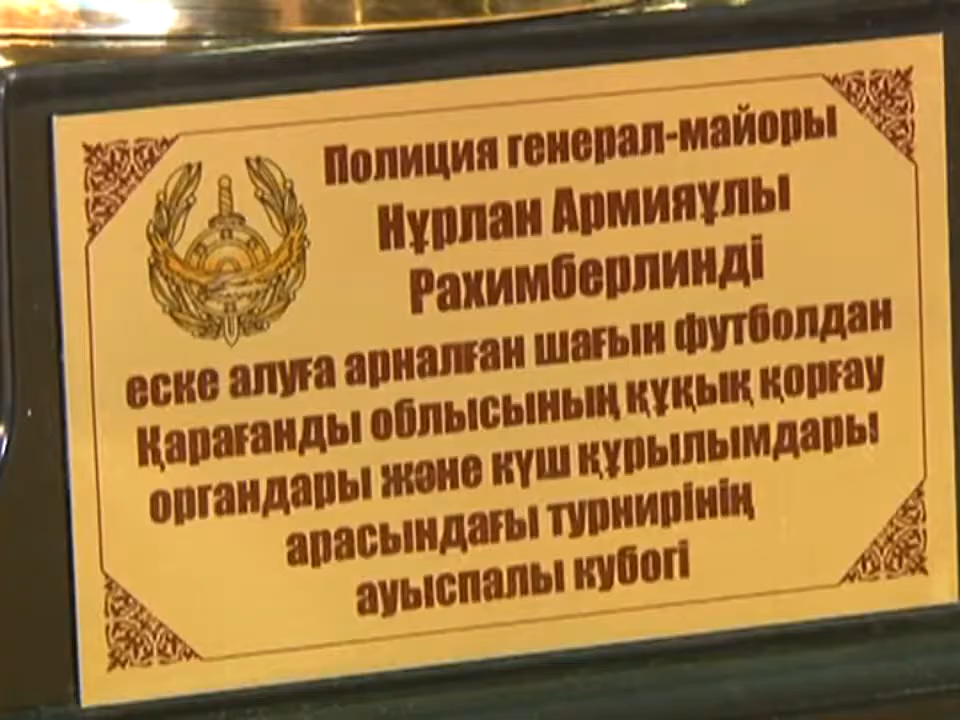 Полиция генерал-майоры
Нұрлан Армияұлы
Рахимберлинді
еске алуға арналған шағын футболдан
Қарағанды облысының құқық қорғау
органдары және күш құрылымдары
арасындағы турнирінің
ауыспалы кубогі